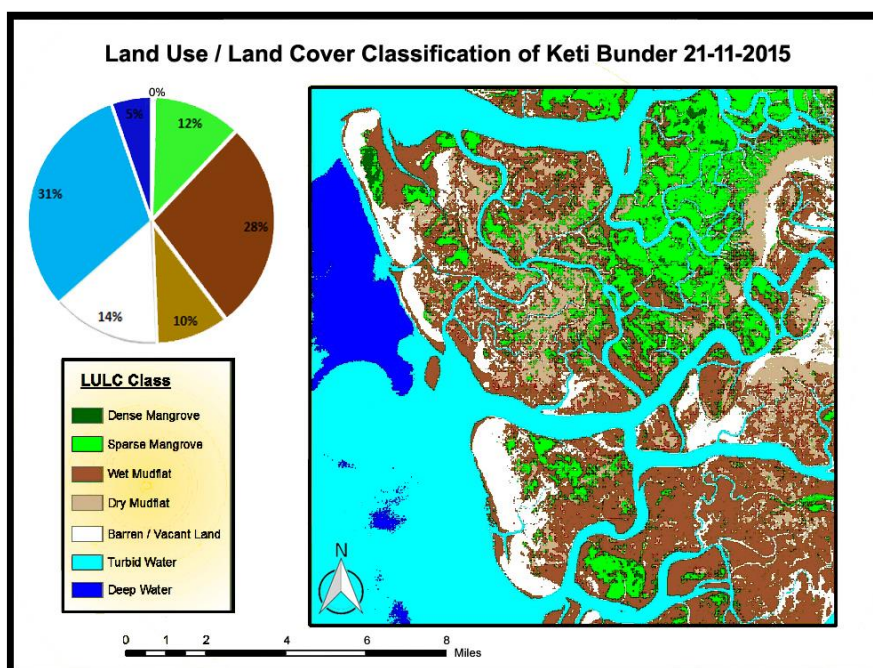 Land Use / Land Cover Classification of Keti Bunder 21-11-2015
0%
5%
12%
31%
28%
14%
10%
LULC Class
Dense Mangrove
Sparse Mangrove
Wet Mudflat
Dry Mudflat
Barren / Vacant Land
Turbid Water
Deep Water
N
0 2 4 6 8
Miles